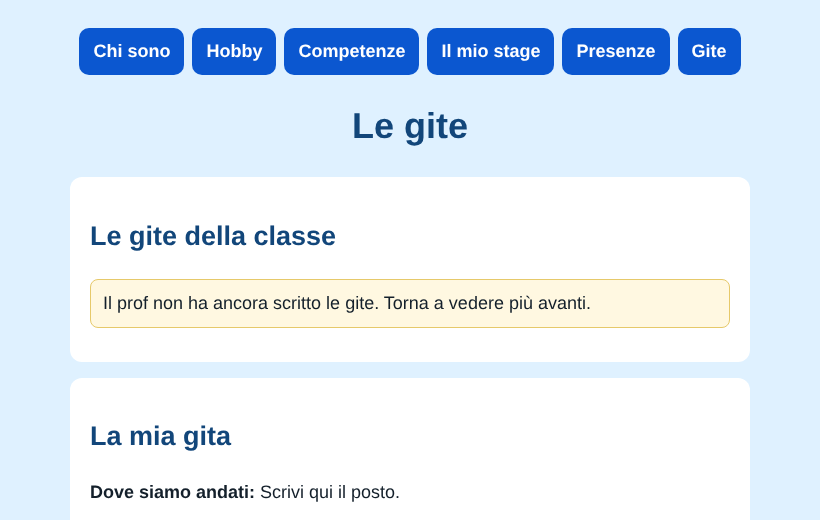 Chi sono Hobby Competenze Il mio stage Presenze Gite
Le gite
Le gite della classe
Il prof non ha ancora scritto le gite. Torna a vedere più avanti.
La mia gita
Dove siamo andati: Scrivi qui il posto.